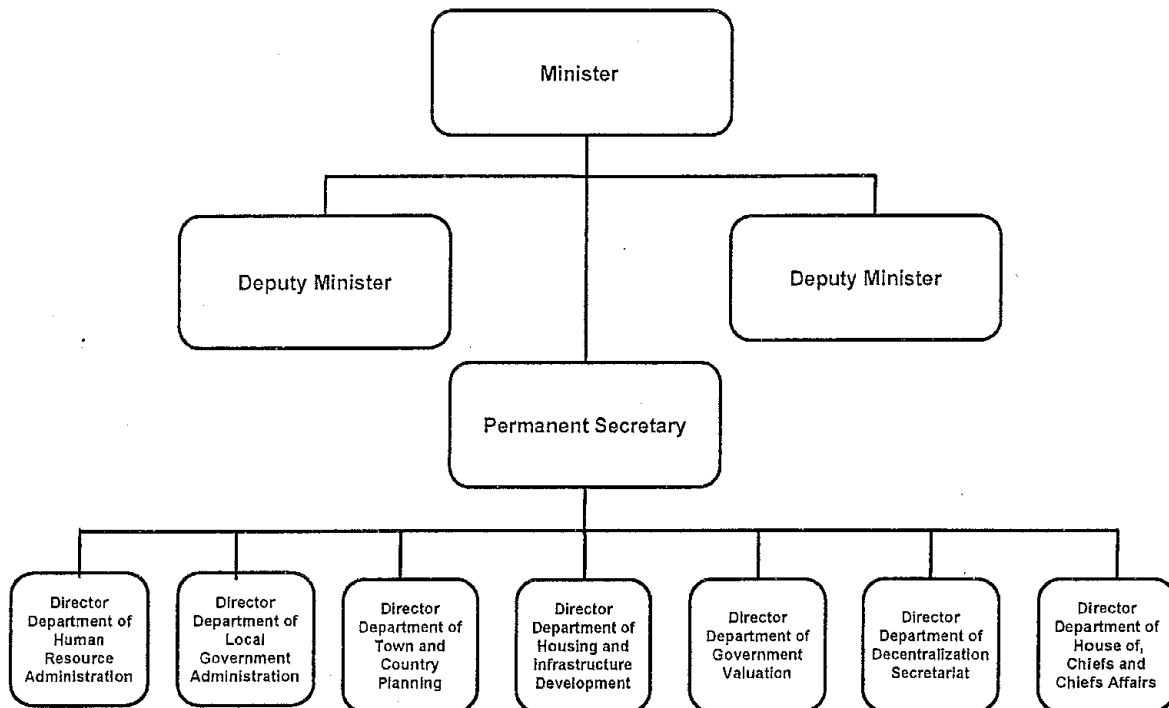 Minister
Deputy Minister
Deputy Minister
Permanent Secretary
Director
Department of
Human
Resource
Administration
Director
Department of
Local
Government
Administration
Director
Department of
Town and
Country
Planning
Director
Department of
Housing and
Infrastructure
Development
Director
Department of
Government
Valuation
Director
Department of
Decentralization
Secretariat
Director
Department of
House of,
Chiefs and
Chiefs Affairs